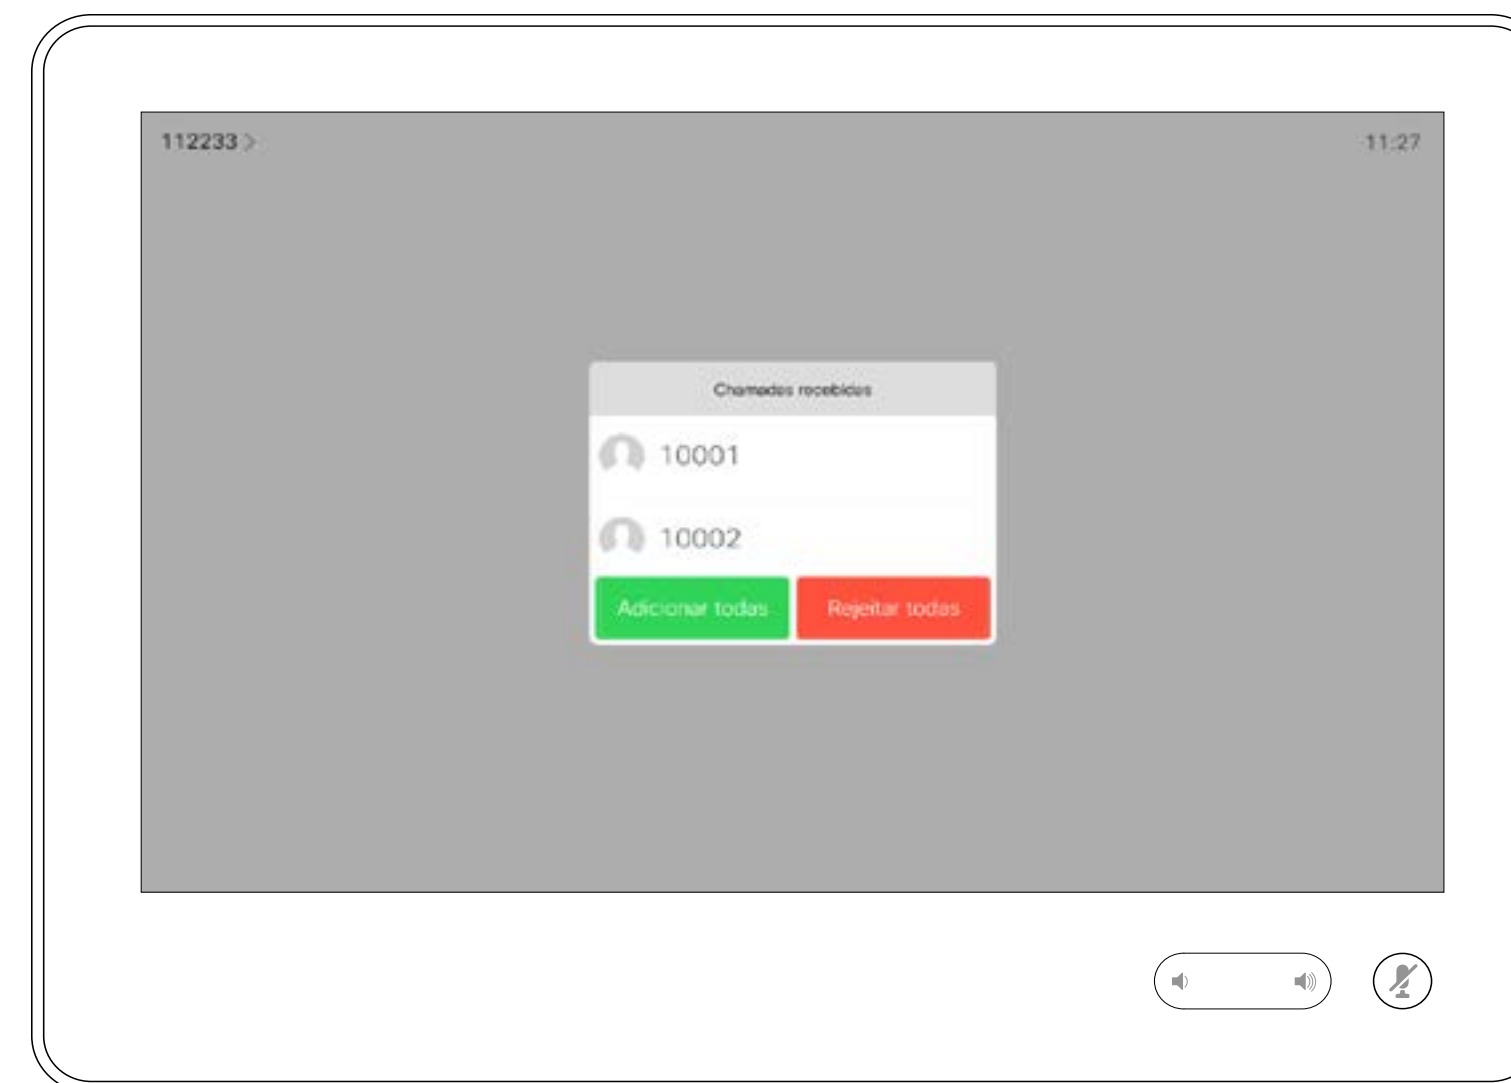 112233 >
11:27
Chamadas recebidas
10001
10002
Adicionar todas
Rejeitar todas